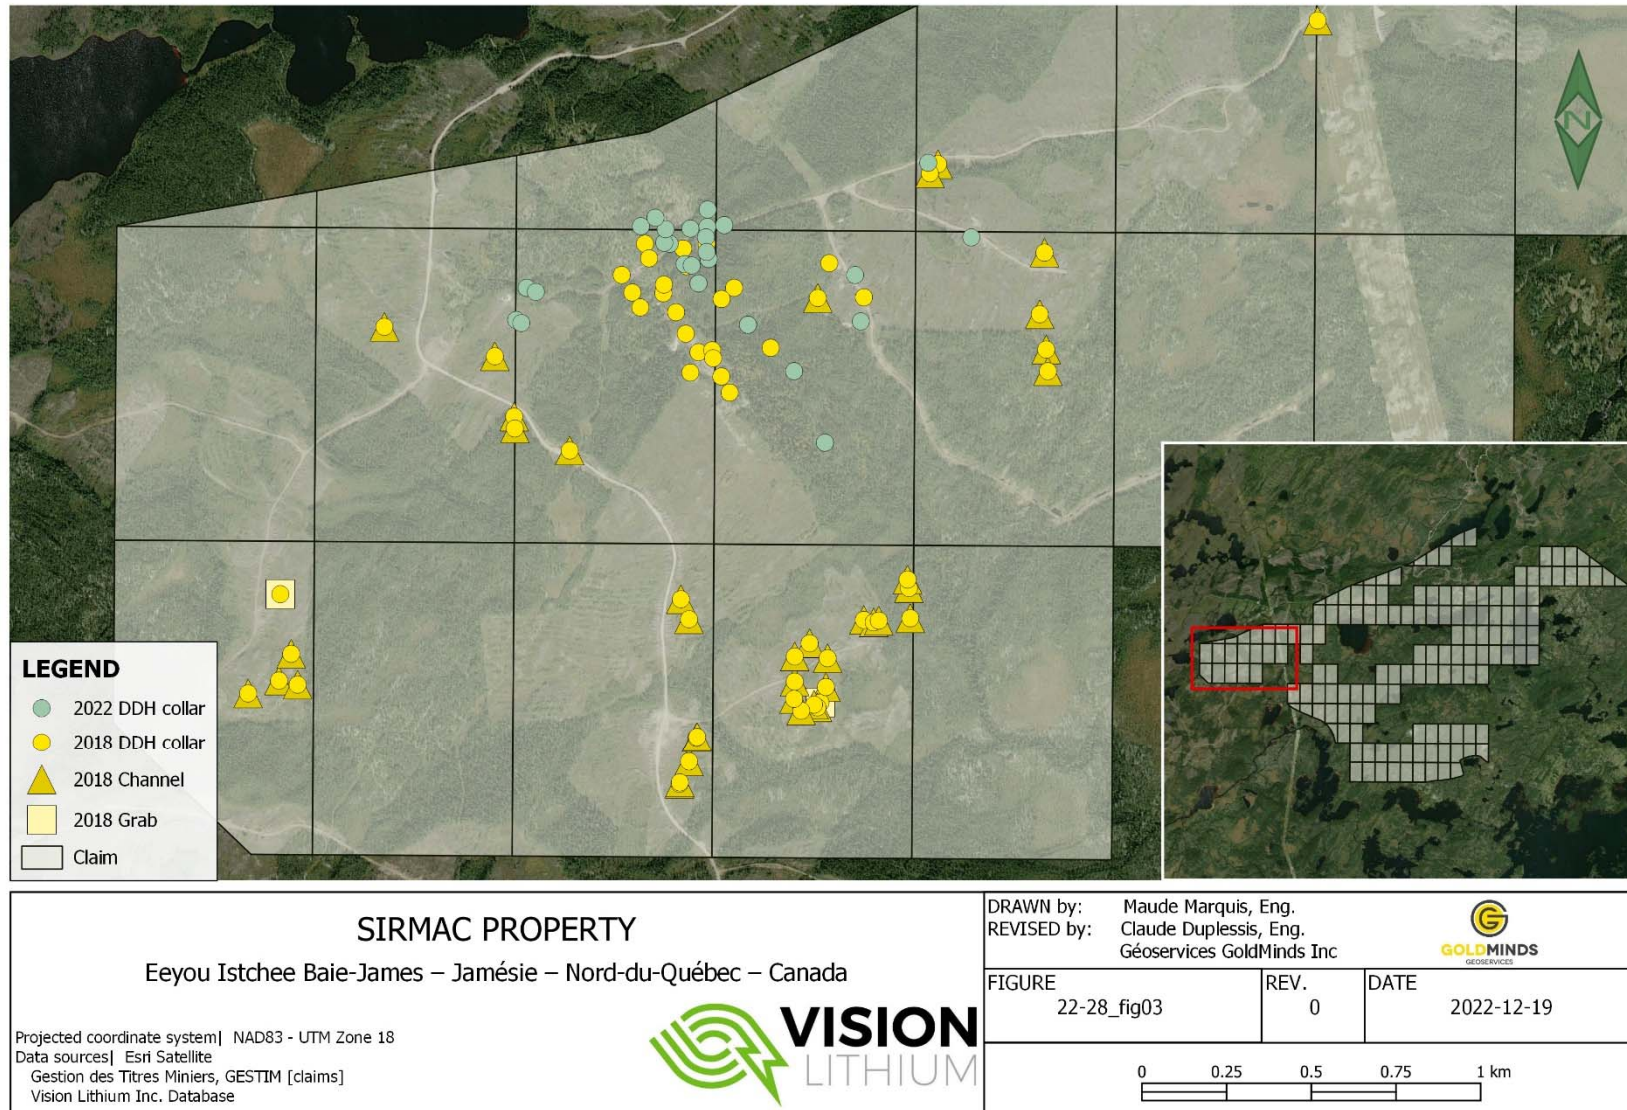 N
LEGEND
2022 DDH collar
2018 DDH collar
2018 Channel
2018 Grab
Claim
SIRMAC PROPERTY
Eeyou Istchee Baie-James – Jamésie – Nord-du-Québec – Canada
Projected coordinate system| NAD83 - UTM Zone 18
Data sources| Esri Satellite
Gestion des Titres Miniers, GESTIM [claims]
Vision Lithium Inc. Database
VISION
LITHIUM
DRAWN by: Maude Marquis, Eng.
REVISED by: Claude Duplessis, Eng.
Géoservices GoldMinds Inc
GOLDMINDS
GEOSERVICES
FIGURE
22-28_fig03
REV.
0
DATE
2022-12-19
0 0.25 0.5 0.75 1 km